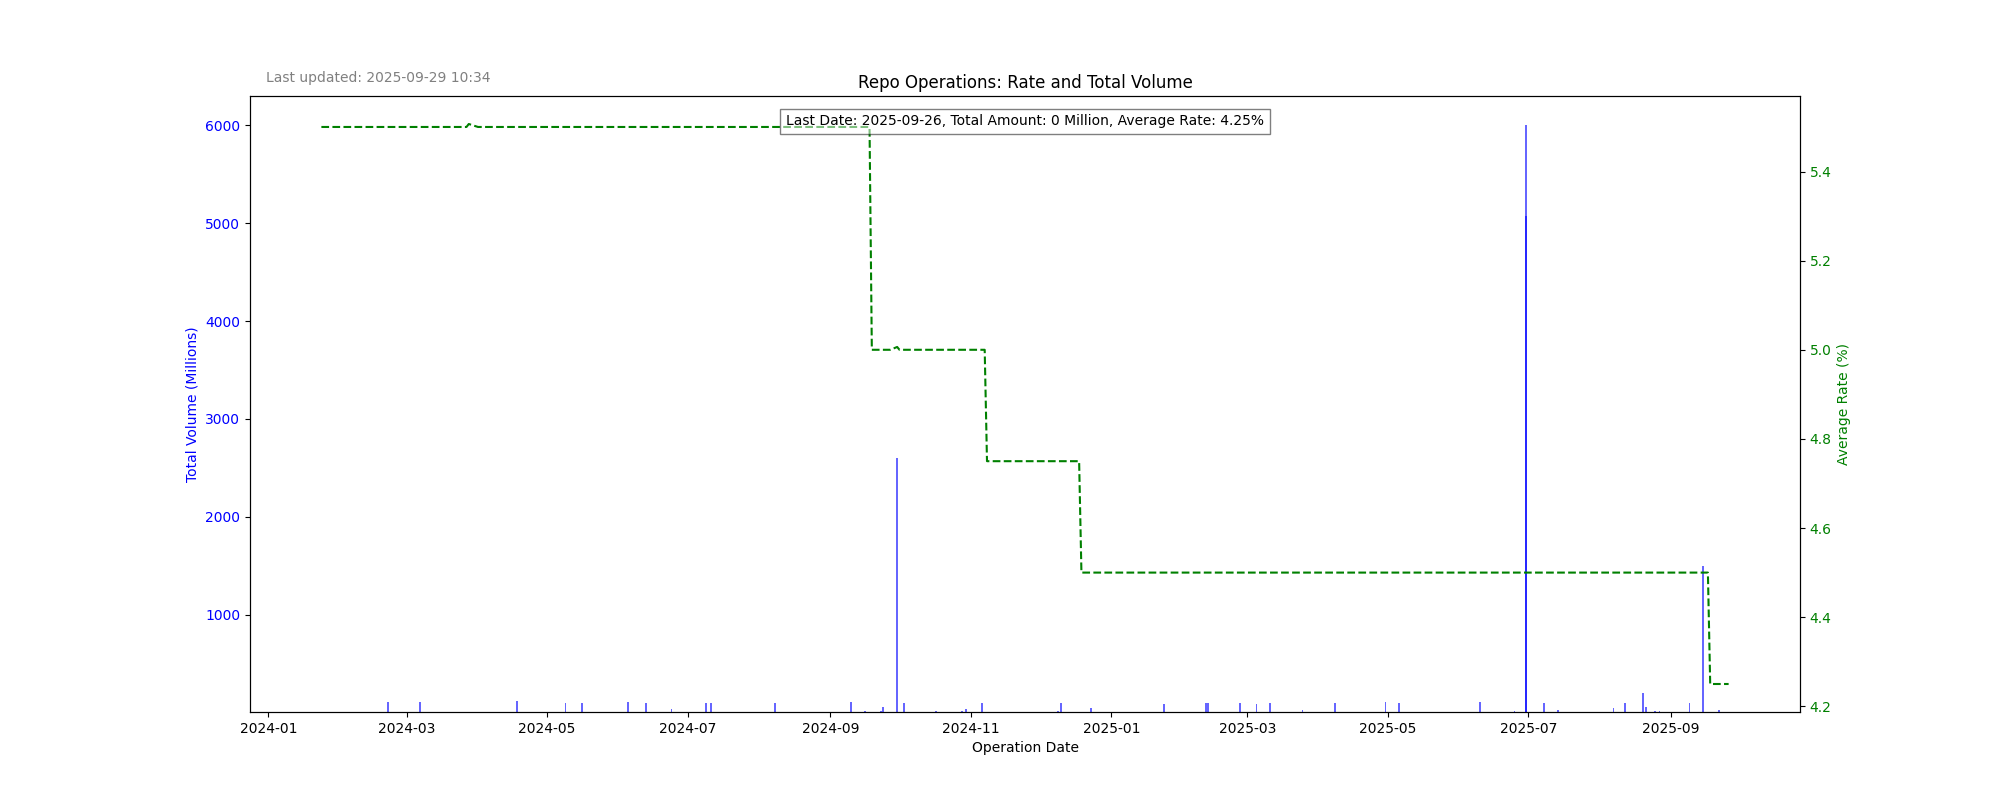 Last updated: 2025-09-29 10:34
Repo Operations: Rate and Total Volume
Last Date: 2025-09-26, Total Amount: 0 Million, Average Rate: 4.25%
6000
5000
4000
3000
2000
1000
Total Volume (Millions)
5.4
5.2
5.0
4.8
4.6
4.4
4.2
Average Rate (%)
2024-01 2024-03 2024-05 2024-07 2024-09 2024-11 2025-01 2025-03 2025-05 2025-07 2025-09
Operation Date